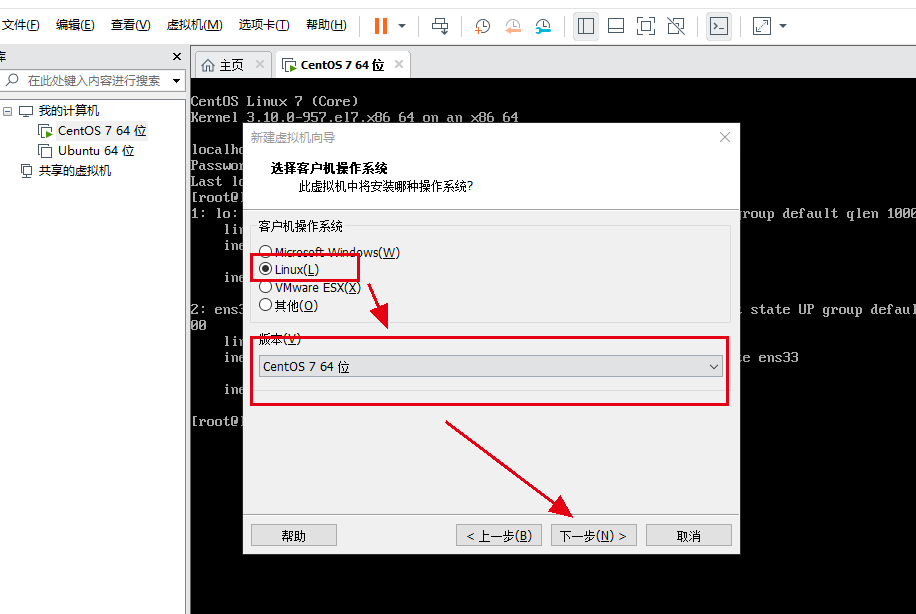 文件(F) 编辑(E) 查看(V) 虚拟机(M) 选项卡(T) 帮助(H)
库
在此处键入内容进行搜索
我的计算机
CentOS 7 64 位
Ubuntu 64 位
共享的虚拟机
主页 CentOS 7 64 位
CentOS Linux 7 (Core)
Kernel 3.10.0-957.el7.x86_64 on an x86_64
localho
Passwor
Last lo
[root@l
1: lo: group default qlen 1000
lin
ine
ine
2: ens3 state UP group defaul
00
lin
ine e ens33
ine
[root@l
新建虚拟机向导
选择客户机操作系统
此虚拟机中将安装哪种操作系统?
客户机操作系统
Microsoft Windows(W)
Linux(L)
VMware ESX(X)
其他(O)
版本(V)
CentOS 7 64 位
帮助 < 上一步(B) 下一步(N) > 取消